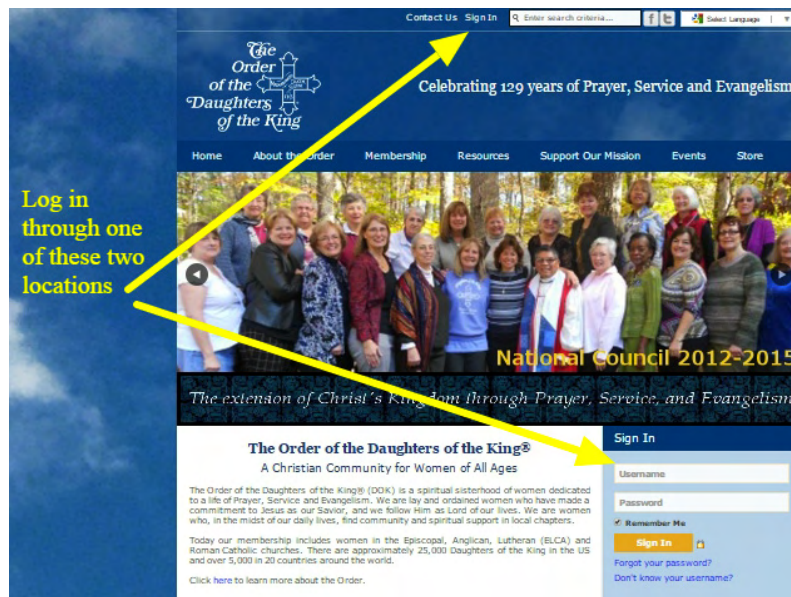 Contact Us Sign In Enter search criteria... f t Select Language
The
Order
of the
Daughters
of the King
Celebrating 129 years of Prayer, Service and Evangelism
Home About the Order Membership Resources Support Our Mission Events Store
Log in
through one
of these two
locations
National Council 2012-2015
The extension of Christ's Kingdom through Prayer, Service, and Evangelism
The Order of the Daughters of the King®
A Christian Community for Women of All Ages
The Order of the Daughters of the King® (DOK) is a spiritual sisterhood of women dedicated
to a life of Prayer, Service and Evangelism. We are lay and ordained women who have made a
commitment to Jesus as our Savior, and we follow Him as Lord of our lives. We are women
who, in the midst of our daily lives, find community and spiritual support in local chapters.
Today our membership includes women in the Episcopal, Anglican, Lutheran (ELCA) and
Roman Catholic churches. There are approximately 25,000 Daughters of the King in the US
and over 5,000 in 20 countries around the world.
Click here to learn more about the Order.
Sign In
Username
Password
Remember Me
Sign In
Forgot your password?
Don't know your username?